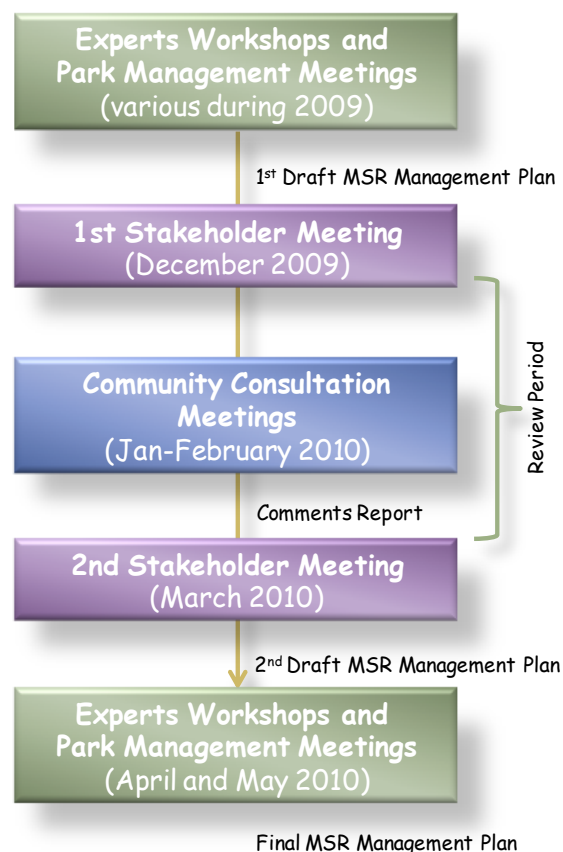 Experts Workshops and
Park Management Meetings
(various during 2009)
1st Draft MSR Management Plan
1st Stakeholder Meeting
(December 2009)
Community Consultation
Meetings
(Jan-February 2010)
Review Period
Comments Report
2nd Stakeholder Meeting
(March 2010)
2nd Draft MSR Management Plan
Experts Workshops and
Park Management Meetings
(April and May 2010)
Final MSR Management Plan